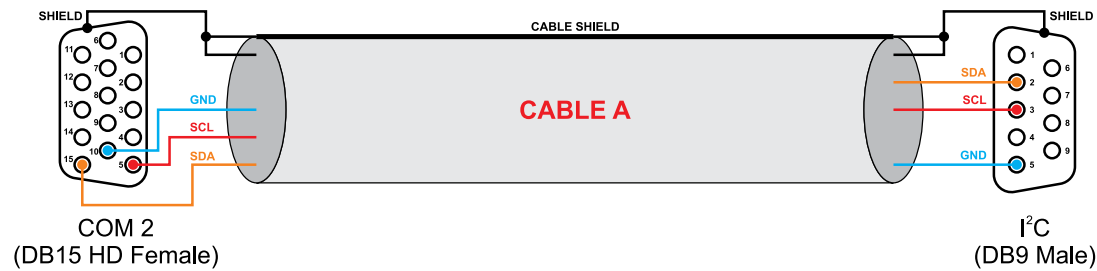 SHIELD
CABLE SHIELD
SHIELD
CABLE A
GND
SCL
SDA
SDA
SCL
GND
11
12
13
14
15
6
7
8
9
10
1
2
3
4
5
1
2
3
4
5
6
7
8
9
COM 2
(DB15 HD Female)
I²C
(DB9 Male)